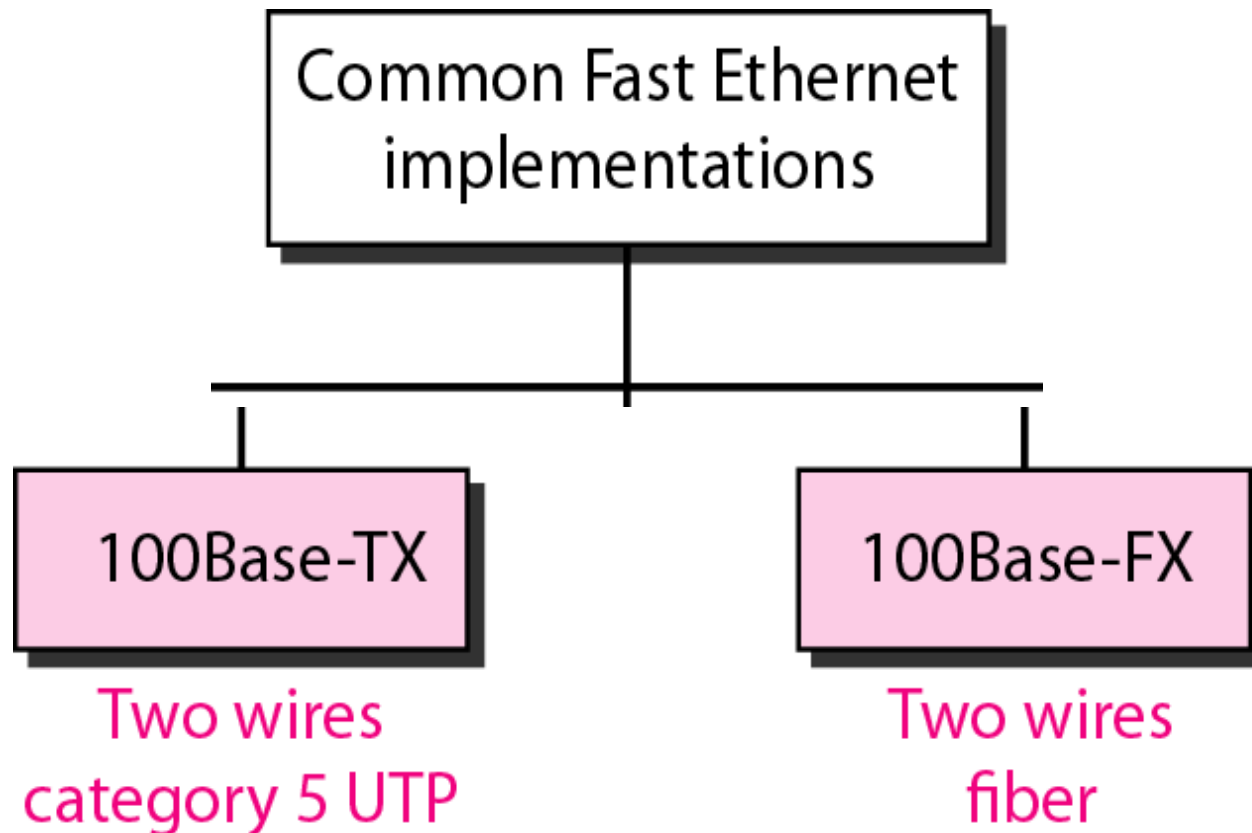 Common Fast Ethernet
implementations
100Base-TX
100Base-FX
Two wires
category 5 UTP
Two wires
fiber